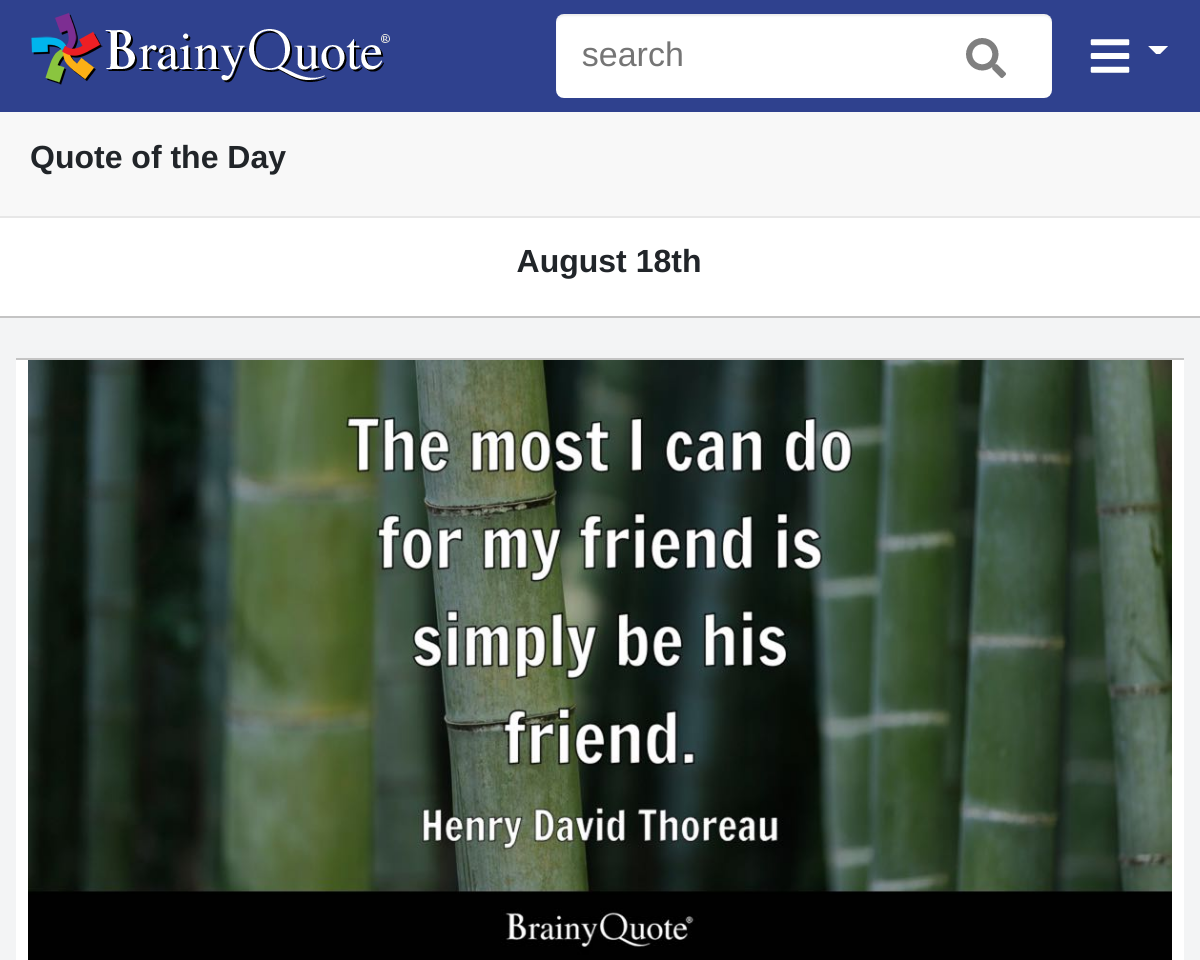 BrainyQuote®
search
Quote of the Day
August 18th
The most I can do
for my friend is
simply be his
friend.
Henry David Thoreau
BrainyQuote®